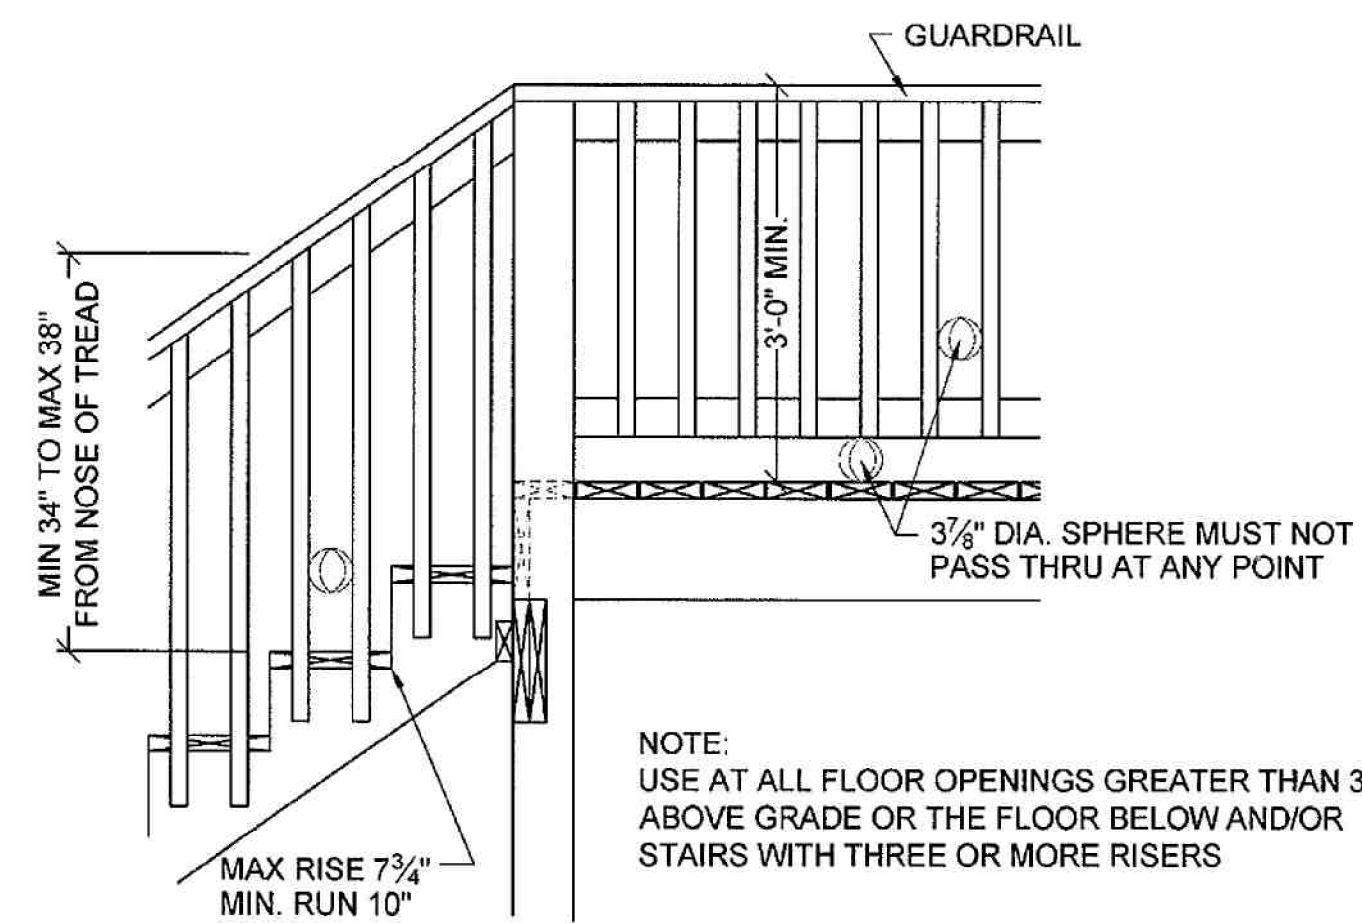 GUARDRAIL
MIN 34" TO MAX 38"
FROM NOSE OF TREAD
3'-0" MIN.
3⅞" DIA. SPHERE MUST NOT
PASS THRU AT ANY POINT
MAX RISE 7¾"
MIN. RUN 10"
NOTE:
USE AT ALL FLOOR OPENINGS GREATER THAN 3
ABOVE GRADE OR THE FLOOR BELOW AND/OR
STAIRS WITH THREE OR MORE RISERS